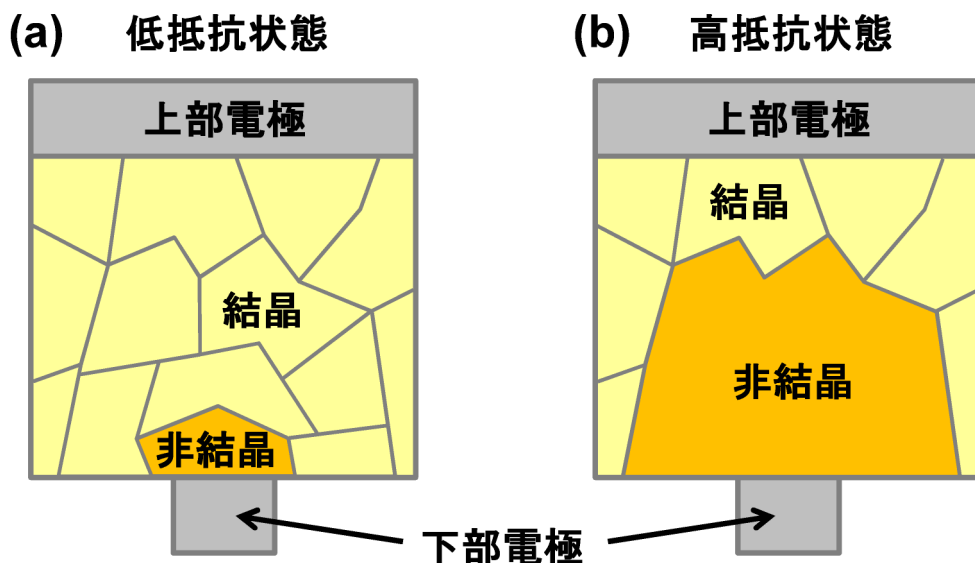 (a) 低抵抗状態
(b) 高抵抗状態
上部電極
上部電極
結晶
結晶
非結晶
非結晶
下部電極